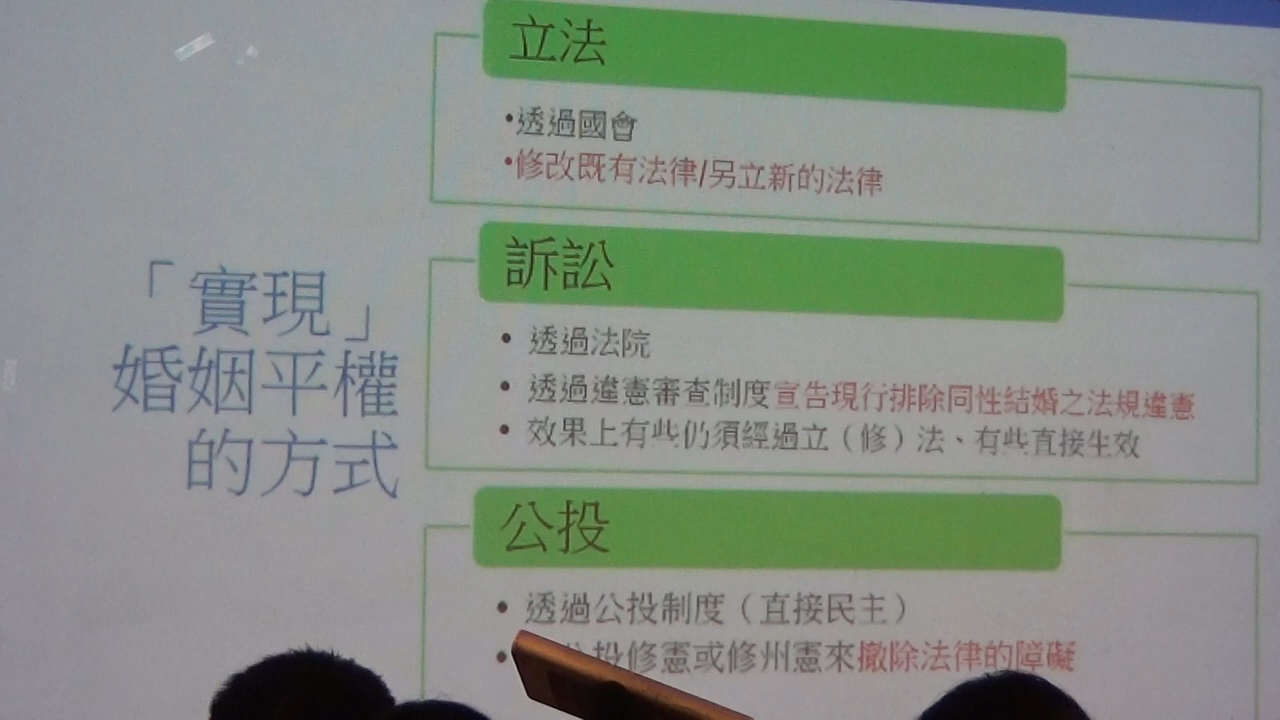 「實現」
婚姻平權
的方式
立法
•透過國會
•修改既有法律/另立新的法律
訴訟
• 透過法院
• 透過違憲審查制度宣告現行排除同性結婚之法規違憲
• 效果上有些仍須經過立（修）法、有些直接生效
公投
• 透過公投制度（直接民主）
• 公投修憲或修州憲來撤除法律的障礙